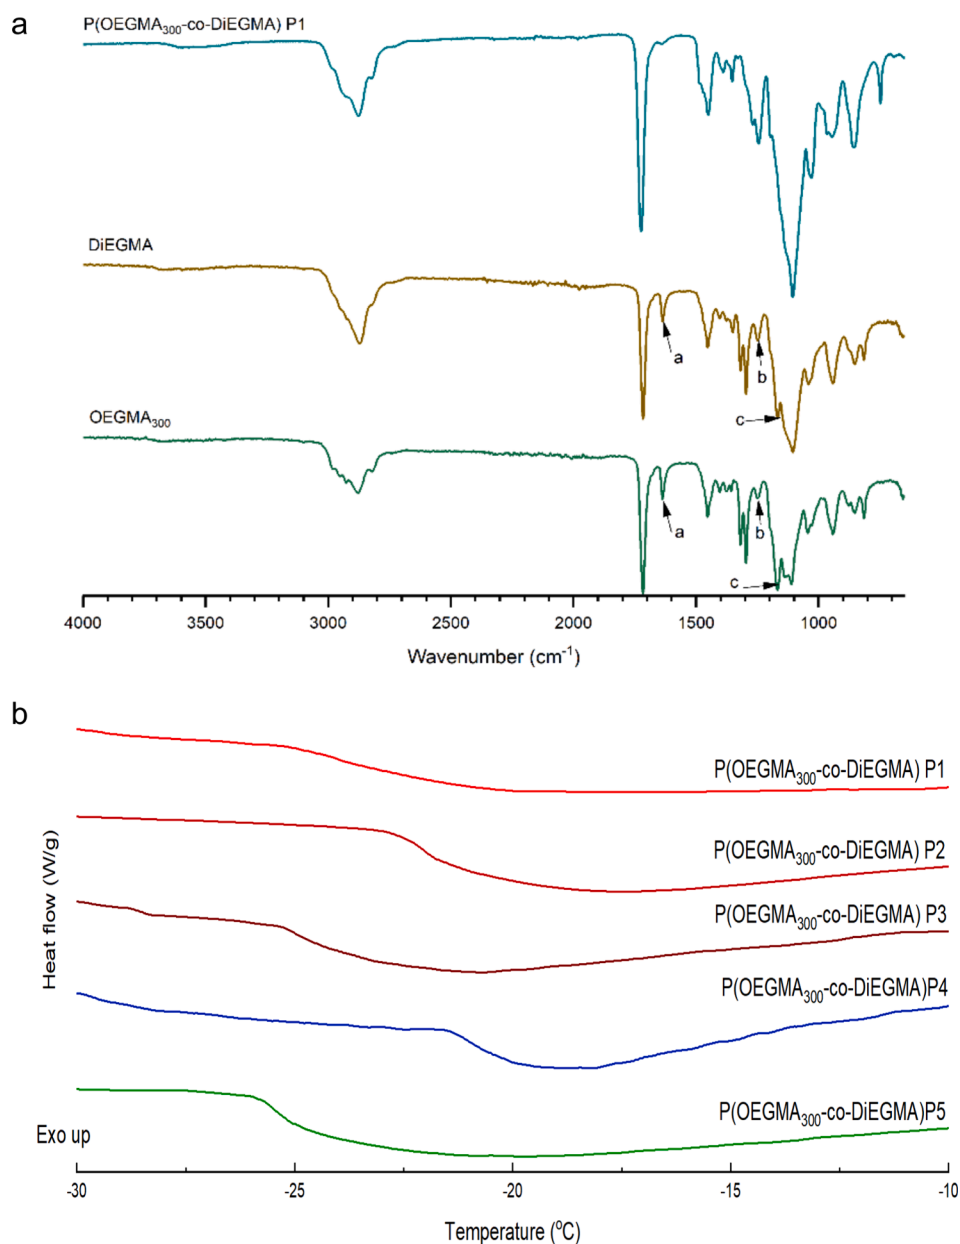 a
P(OEGMA₃₀₀-co-DiEGMA) P1
DiEGMA
a
b
c
OEGMA₃₀₀
a
b
c
4000 3500 3000 2500 2000 1500 1000
Wavenumber (cm⁻¹)
b
Heat flow (W/g)
P(OEGMA₃₀₀-co-DiEGMA) P1
P(OEGMA₃₀₀-co-DiEGMA) P2
P(OEGMA₃₀₀-co-DiEGMA) P3
P(OEGMA₃₀₀-co-DiEGMA)P4
P(OEGMA₃₀₀-co-DiEGMA)P5
Exo up
-30 -25 -20 -15 -10
Temperature (⁰C)